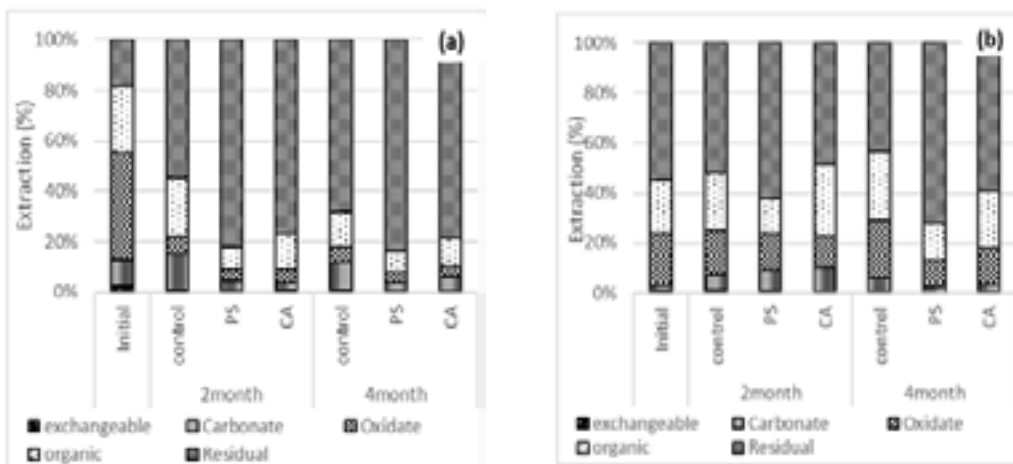 (a)
100%
80%
60%
40%
20%
0%
Extraction (%)
Initial
control
PS
CA
control
PS
CA
2month
4month
exchangeable
Carbonate
Oxidate
organic
Residual
(b)
100%
80%
60%
40%
20%
0%
Extraction (%)
Initial
control
PS
CA
control
PS
CA
2month
4month
exchangeable
Carbonate
Oxidate
organic
Residual